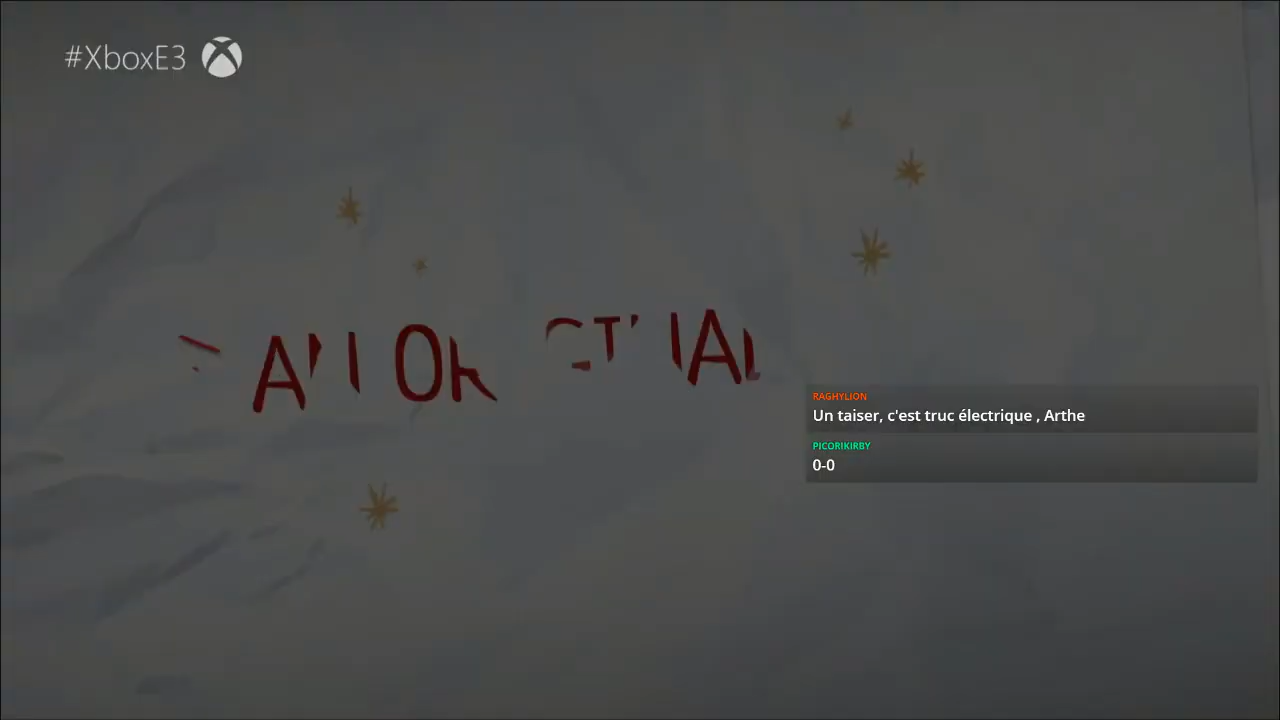 #XboxE3
RAGHYLION
Un taiser, c'est truc électrique , Arthe
PICORIKIRBY
0-0